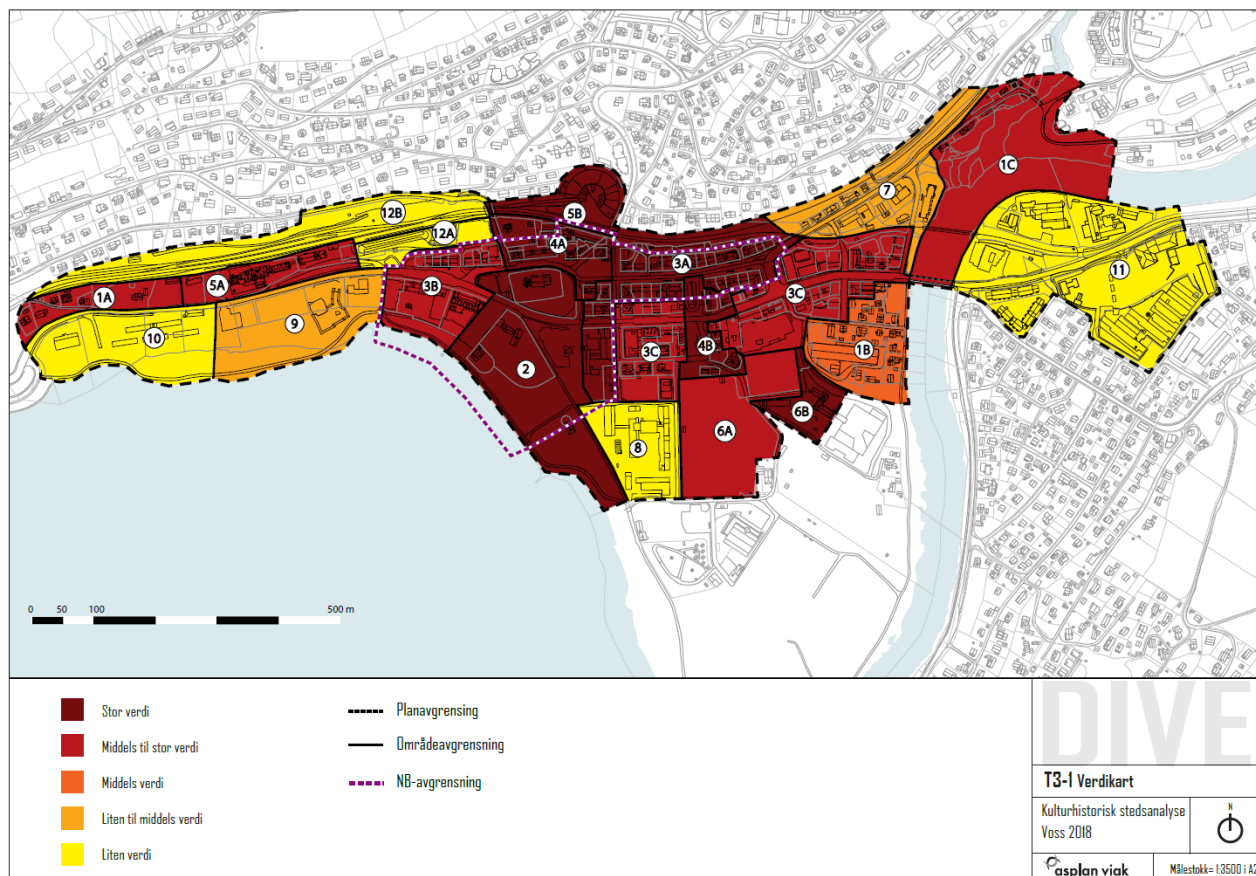 12B
5B
12A
4A
7
1C
3A
1A
5A
3B
3C
11
10
9
2
3C
4B
1B
8
6A
6B
0 50 100 500 m
Stor verdi
Middels til stor verdi
Middels verdi
Liten til middels verdi
Liten verdi
Planavgrensing
Områdeavgrensning
NB-avgrensning
DIVE
T3-1 Verdikart
Kulturhistorisk stedsanalyse
Voss 2018
N
asplan viak
Målestokk= 1:3500 i A3